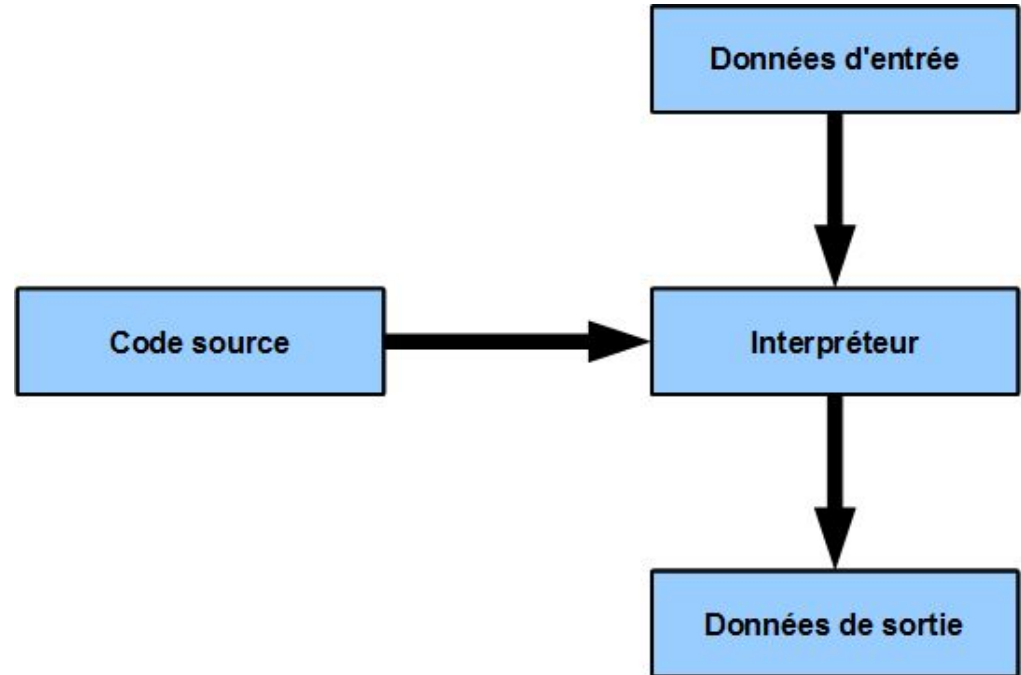 Données d'entrée
Code source
Interpréteur
Données de sortie